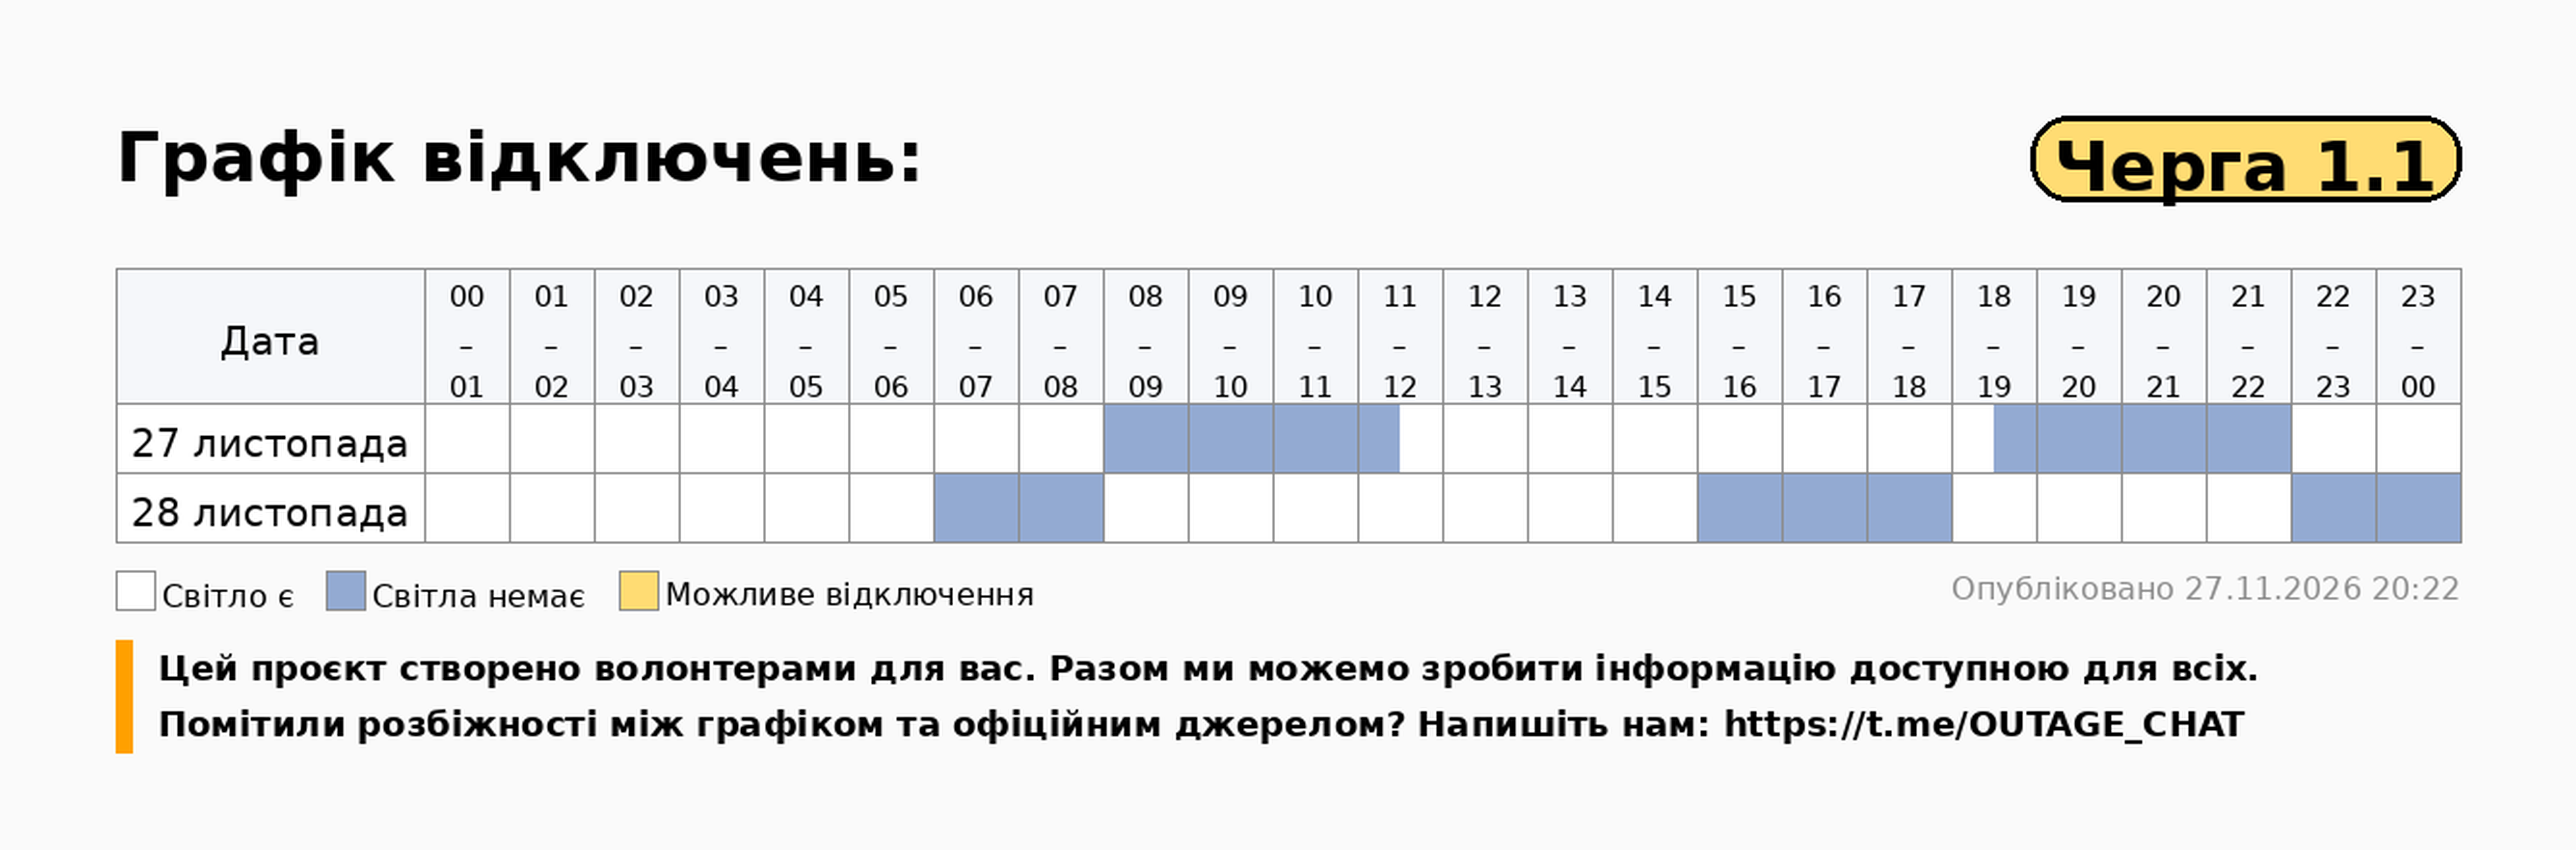 Графік відключень:
Черга 1.1
Дата
00 – 01
01 – 02
02 – 03
03 – 04
04 – 05
05 – 06
06 – 07
07 – 08
08 – 09
09 – 10
10 – 11
11 – 12
12 – 13
13 – 14
14 – 15
15 – 16
16 – 17
17 – 18
18 – 19
19 – 20
20 – 21
21 – 22
22 – 23
23 – 00
27 листопада
28 листопада
Світло є
Світла немає
Можливе відключення
Опубліковано 27.11.2026 20:22
Цей проєкт створено волонтерами для вас. Разом ми можемо зробити інформацію доступною для всіх.
Помітили розбіжності між графіком та офіційним джерелом? Напишіть нам: https://t.me/OUTAGE_CHAT